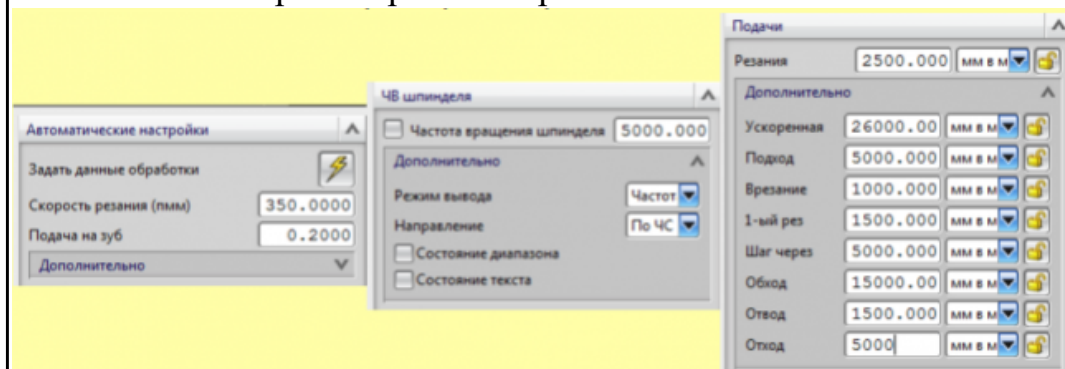 Автоматические настройки
Задать данные обработки
Скорость резания (пмм) 350.0000
Подача на зуб 0.2000
Дополнительно
ЧВ шпинделя
Частота вращения шпинделя 5000.000
Дополнительно
Режим вывода Частот
Направление По ЧС
Состояние диапазона
Состояние текста
Подачи
Резания 2500.000 мм в м
Дополнительно
Ускоренная 26000.00 мм в м
Подход 5000.000 мм в м
Врезание 1000.000 мм в м
1-ый рез 1500.000 мм в м
Шаг через 5000.000 мм в м
Обход 15000.00 мм в м
Отвод 1500.000 мм в м
Отход 5000 мм в м